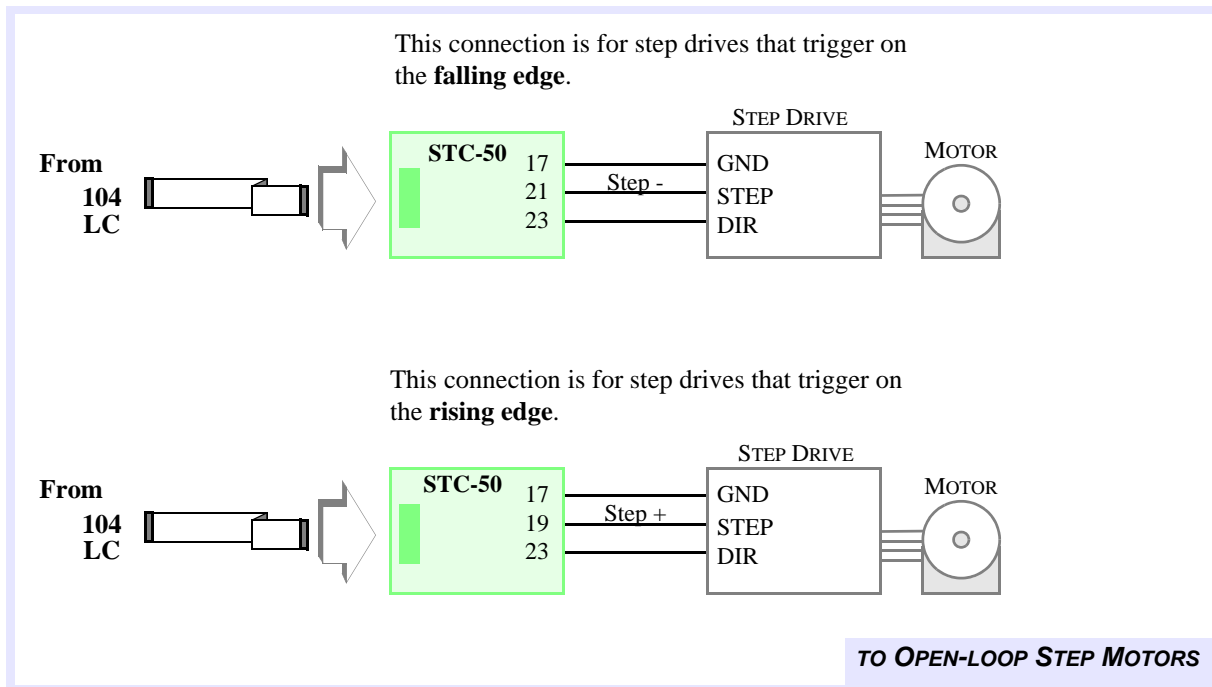 This connection is for step drives that trigger on
the falling edge.
STEP DRIVE
From
104
LC
STC-50
17
21
23
Step -
GND
STEP
DIR
MOTOR
This connection is for step drives that trigger on
the rising edge.
STEP DRIVE
From
104
LC
STC-50
17
19
23
Step +
GND
STEP
DIR
MOTOR
TO OPEN-LOOP STEP MOTORS